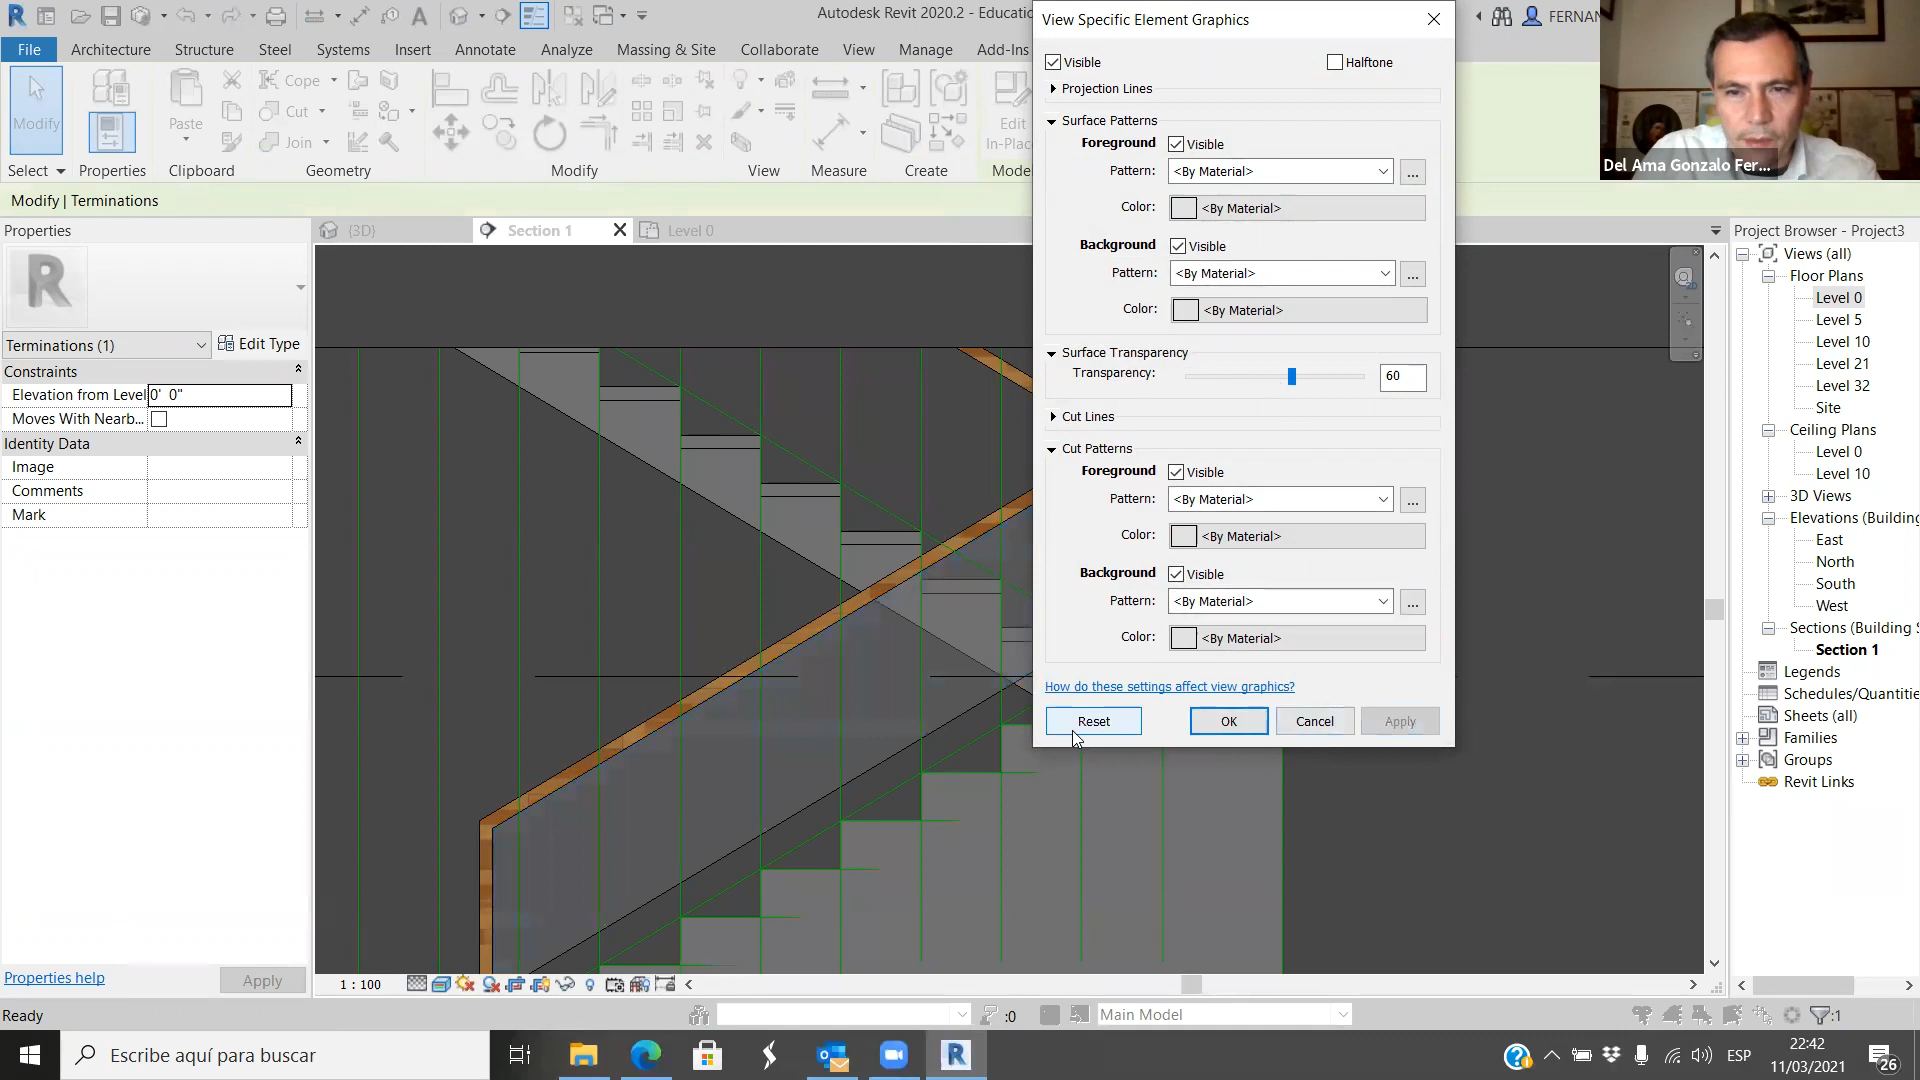 Autodesk Revit 2020.2 - Educatio
FERNAN
File Architecture Structure Steel Systems Insert Annotate Analyze Massing & Site Collaborate View Manage Add-Ins
Modify
Paste
Cope
Cut
Join
Edit
In-Place
Select Properties Clipboard Geometry Modify View Measure Create Mode
Modify | Terminations
Properties
Terminations (1)
Edit Type
Constraints
Elevation from Level 0' 0"
Moves With Nearb...
Identity Data
Image
Comments
Mark
Properties help
Apply
{3D}
Section 1
Level 0
View Specific Element Graphics
Visible
Halftone
Projection Lines
Surface Patterns
Foreground Visible
Pattern: <By Material> ...
Color: <By Material>
Background Visible
Pattern: <By Material> ...
Color: <By Material>
Surface Transparency
Transparency: 60
Cut Lines
Cut Patterns
Foreground Visible
Pattern: <By Material> ...
Color: <By Material>
Background Visible
Pattern: <By Material> ...
Color: <By Material>
How do these settings affect view graphics?
Reset OK Cancel Apply
Del Ama Gonzalo Fer...
Project Browser - Project3
Views (all)
Floor Plans
Level 0
Level 5
Level 10
Level 21
Level 32
Site
Ceiling Plans
Level 0
Level 10
3D Views
Elevations (Building
East
North
South
West
Sections (Building S
Section 1
Legends
Schedules/Quantitie
Sheets (all)
Families
Groups
Revit Links
1 : 100
Ready
:0
Main Model
:1
Escribe aquí para buscar
ESP
22:42
11/03/2021
26